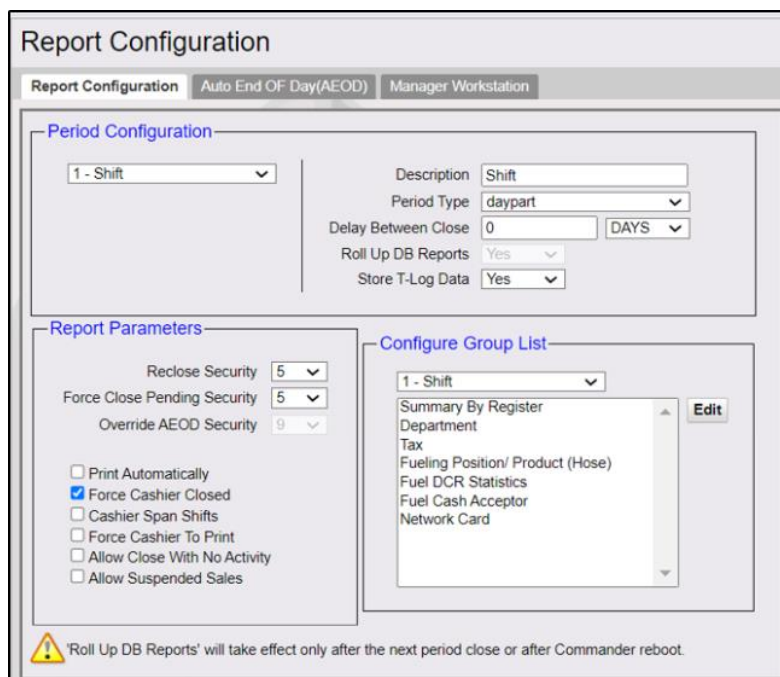 Report Configuration
Report Configuration Auto End OF Day(AEOD) Manager Workstation
Period Configuration
1 - Shift
Description Shift
Period Type daypart
Delay Between Close 0 DAYS
Roll Up DB Reports Yes
Store T-Log Data Yes
Report Parameters
Reclose Security 5
Force Close Pending Security 5
Override AEOD Security 9
Print Automatically
Force Cashier Closed
Cashier Span Shifts
Force Cashier To Print
Allow Close With No Activity
Allow Suspended Sales
Configure Group List
1 - Shift
Summary By Register
Department
Tax
Fueling Position/ Product (Hose)
Fuel DCR Statistics
Fuel Cash Acceptor
Network Card
Edit
'Roll Up DB Reports' will take effect only after the next period close or after Commander reboot.